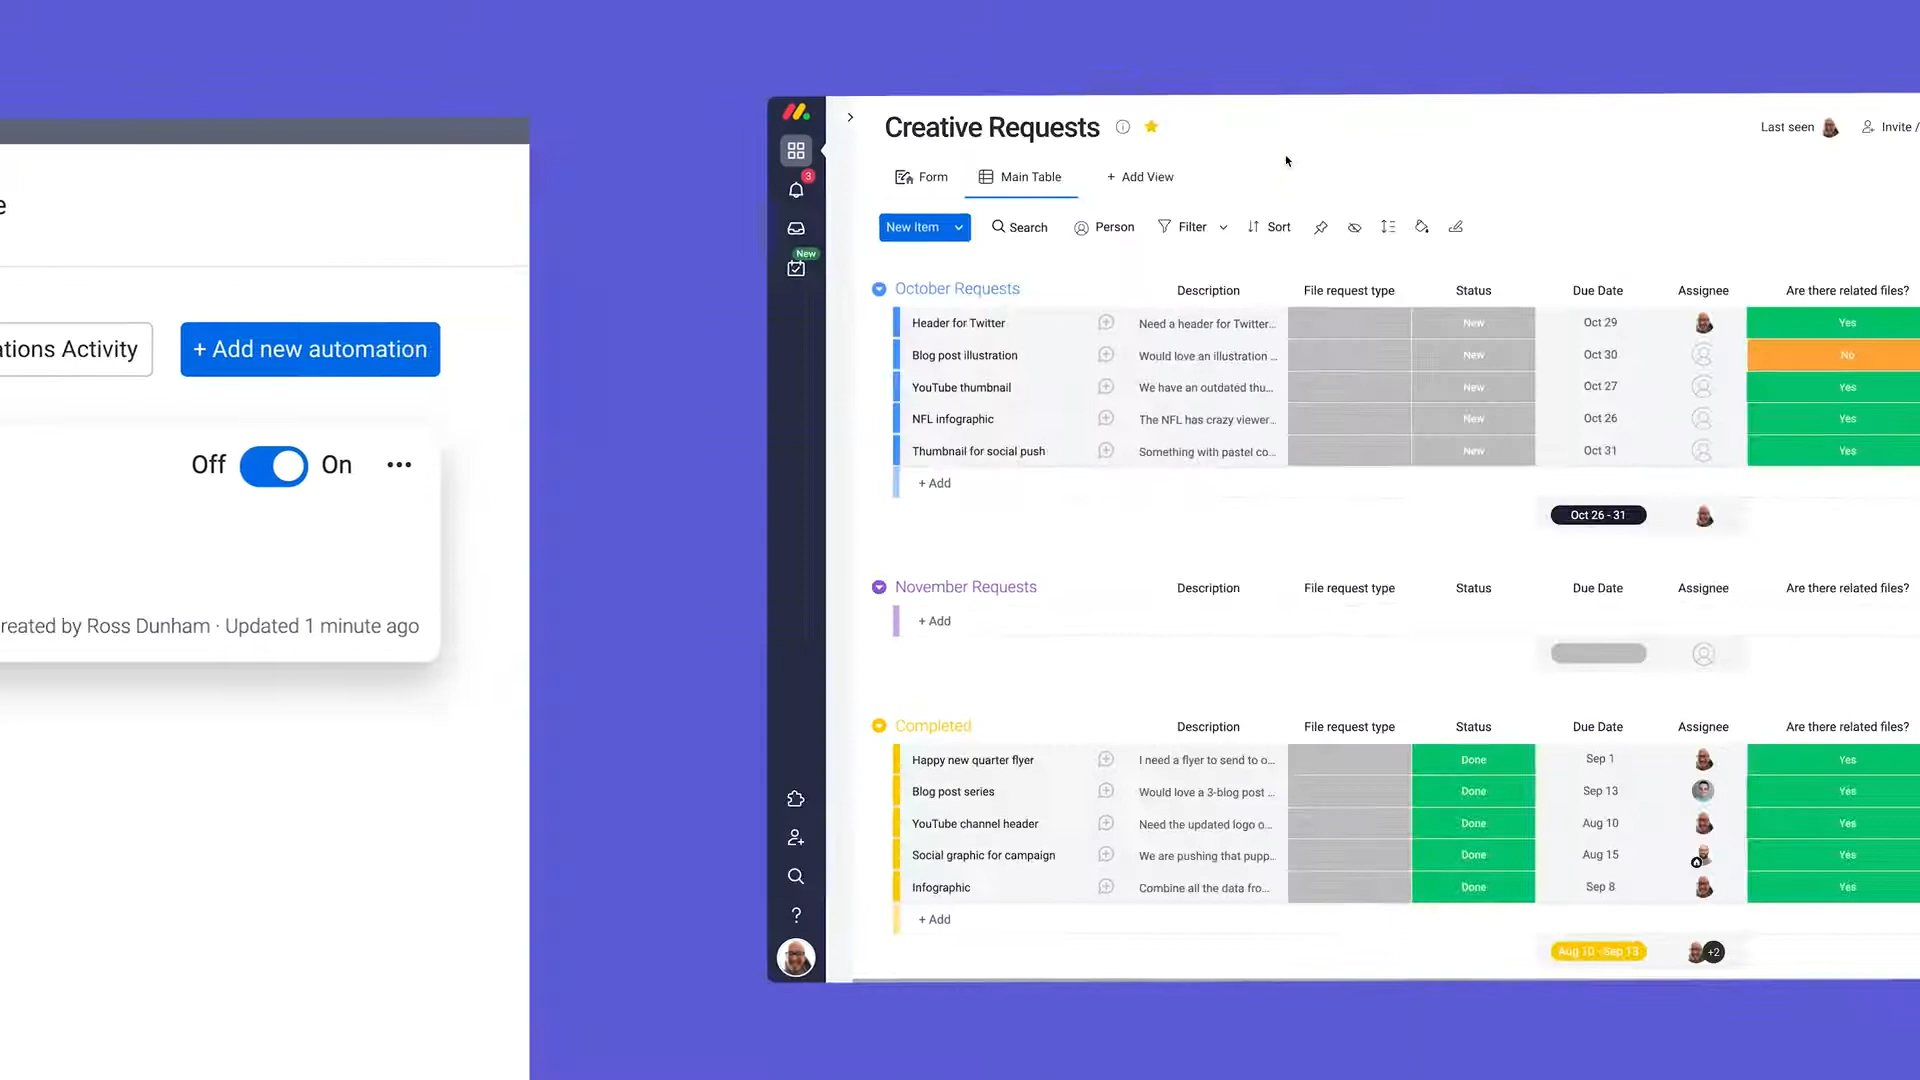 e
ations Activity
+ Add new automation
Off On
reated by Ross Dunham · Updated 1 minute ago
Creative Requests
Last seen
Invite /
Form
Main Table
+ Add View
New Item
Search
Person
Filter
Sort
3
New
October Requests Description File request type Status Due Date Assignee Are there related files?
Header for Twitter Need a header for Twitter... New Oct 29 Yes
Blog post illustration Would love an illustration ... New Oct 30 No
YouTube thumbnail We have an outdated thu... New Oct 27 Yes
NFL infographic The NFL has crazy viewer... New Oct 26 Yes
Thumbnail for social push Something with pastel co... New Oct 31 Yes
+ Add
Oct 26 - 31
November Requests Description File request type Status Due Date Assignee Are there related files?
+ Add
Completed Description File request type Status Due Date Assignee Are there related files?
Happy new quarter flyer I need a flyer to send to o... Done Sep 1 Yes
Blog post series Would love a 3-blog post ... Done Sep 13 Yes
YouTube channel header Need the updated logo o... Done Aug 10 Yes
Social graphic for campaign We are pushing that pupp... Done Aug 15 Yes
Infographic Combine all the data fro... Done Sep 8 Yes
+ Add
Aug 10 - Sep 13 +2